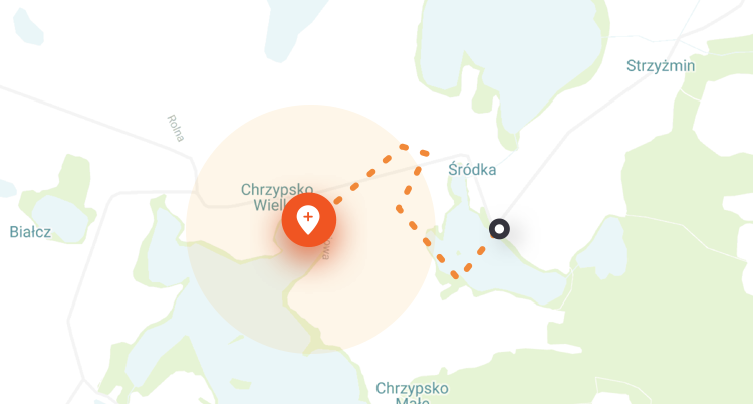 Strzyżmin
Rolna
Śródka
Chrzypsko
Białcz
Chrzypsko
Małe